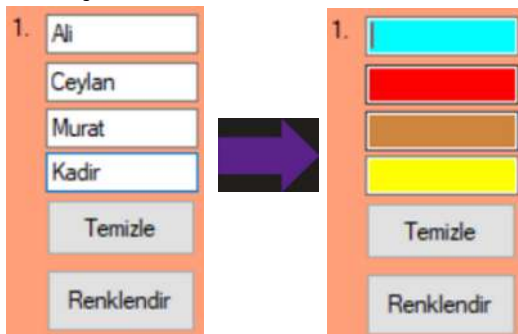 1. Ali
Ceylan
Murat
Kadir
Temizle
Renklendir
1.
Temizle
Renklendir